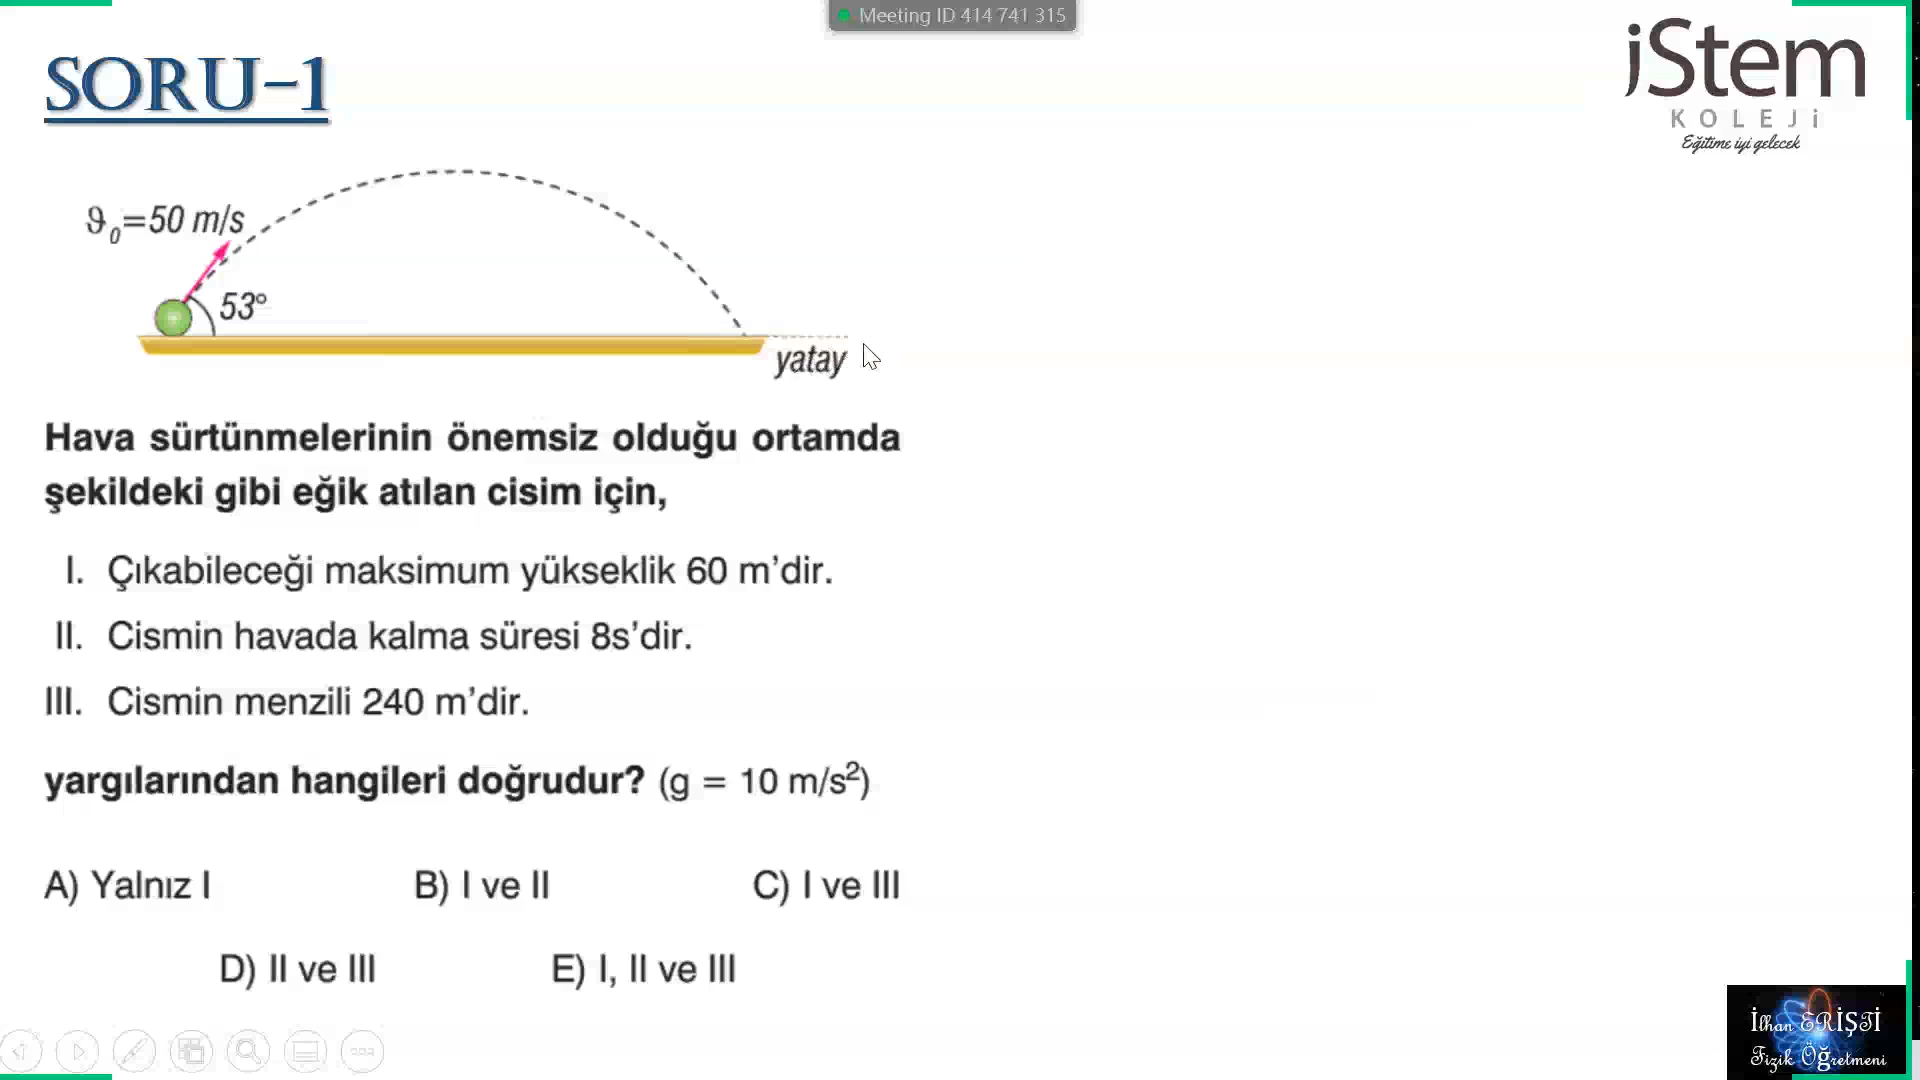 Meeting ID 414 741 315
SORU-1
iStem
KOLEJi
Eğitime iyi gelecek
ϑ₀=50 m/s
53°
yatay
Hava sürtünmelerinin önemsiz olduğu ortamda
şekildeki gibi eğik atılan cisim için,
I. Çıkabileceği maksimum yükseklik 60 m’dir.
II. Cismin havada kalma süresi 8s’dir.
III. Cismin menzili 240 m’dir.
yargılarından hangileri doğrudur? (g = 10 m/s²)
A) Yalnız I B) I ve II C) I ve III
D) II ve III E) I, II ve III
İlhan ERİŞTİ
Fizik Öğretmeni